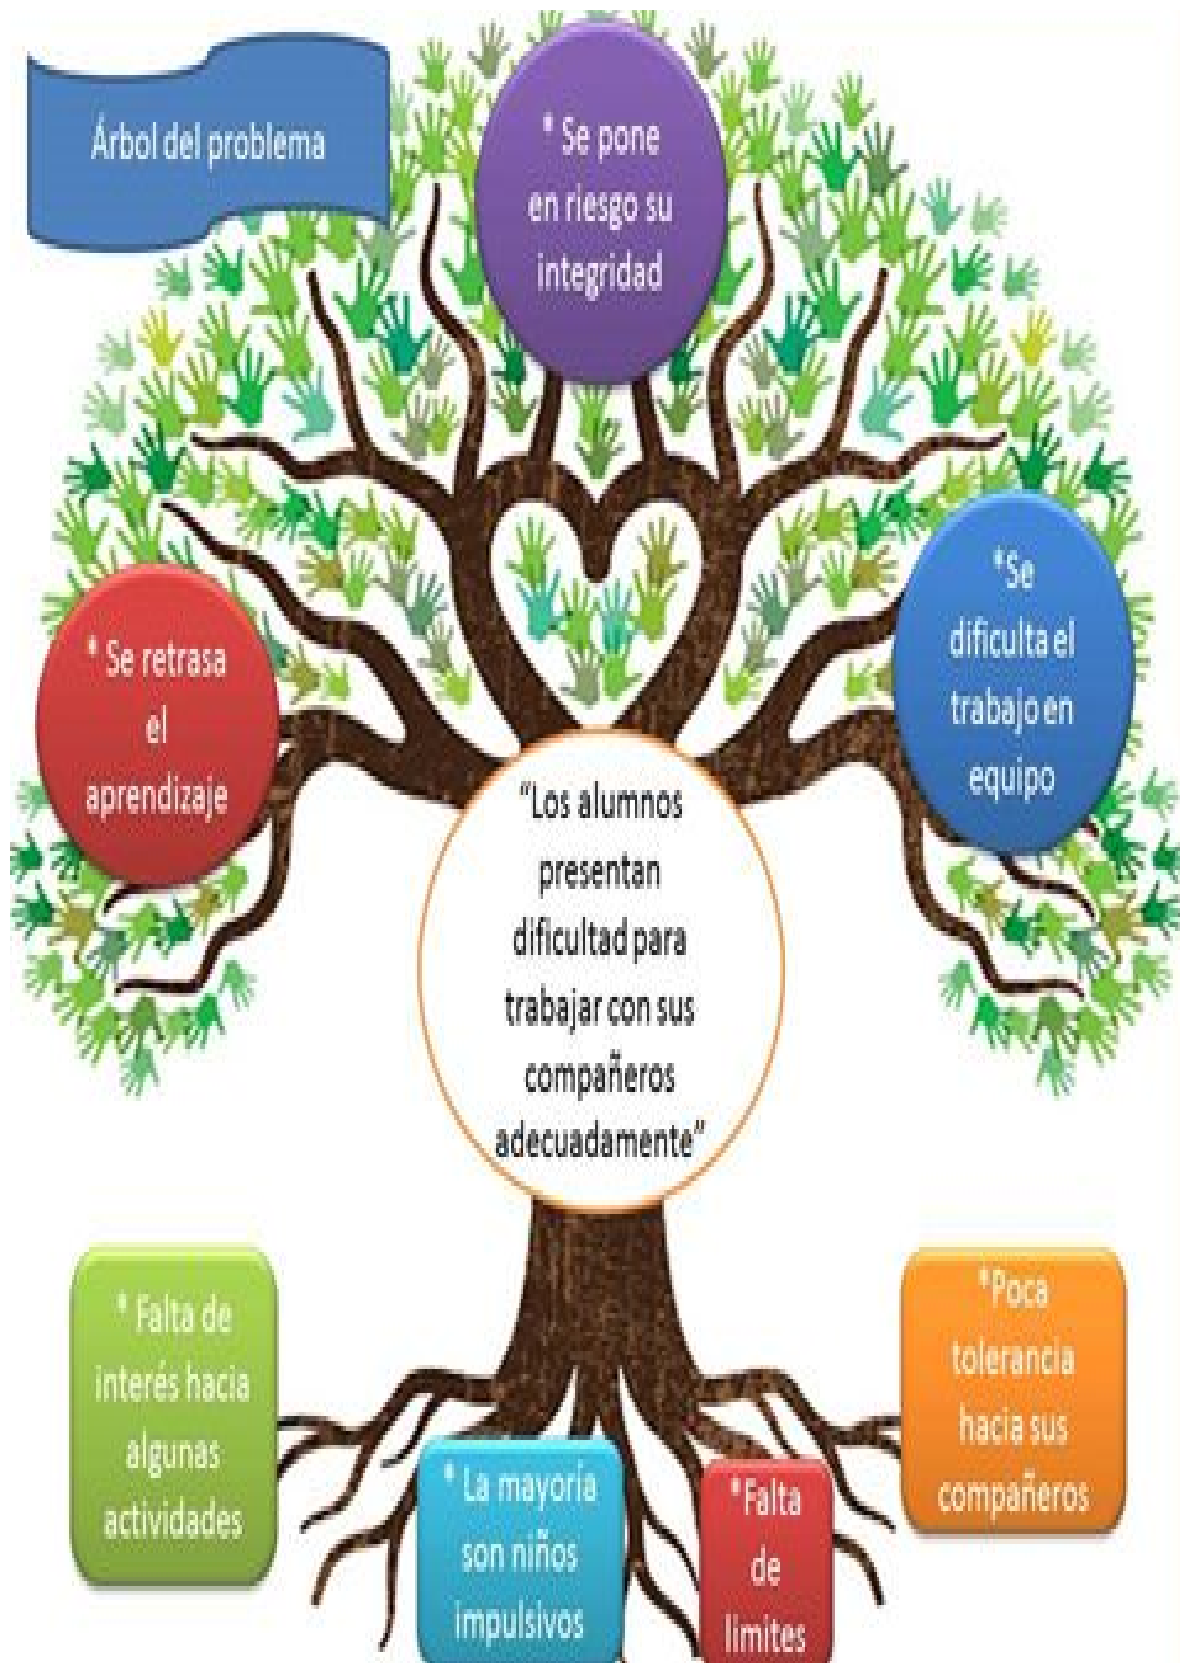 Árbol del problema
* Se pone
en riesgo su
integridad
* Se retrasa
el
aprendizaje
*Se
dificulta el
trabajo en
equipo
“Los alumnos
presentan
dificultad para
trabajar con sus
compañeros
adecuadamente”
* Falta de
interés hacia
algunas
actividades
* La mayoría
son niños
impulsivos
*Falta
de
limites
*Poca
tolerancia
hacia sus
compañeros